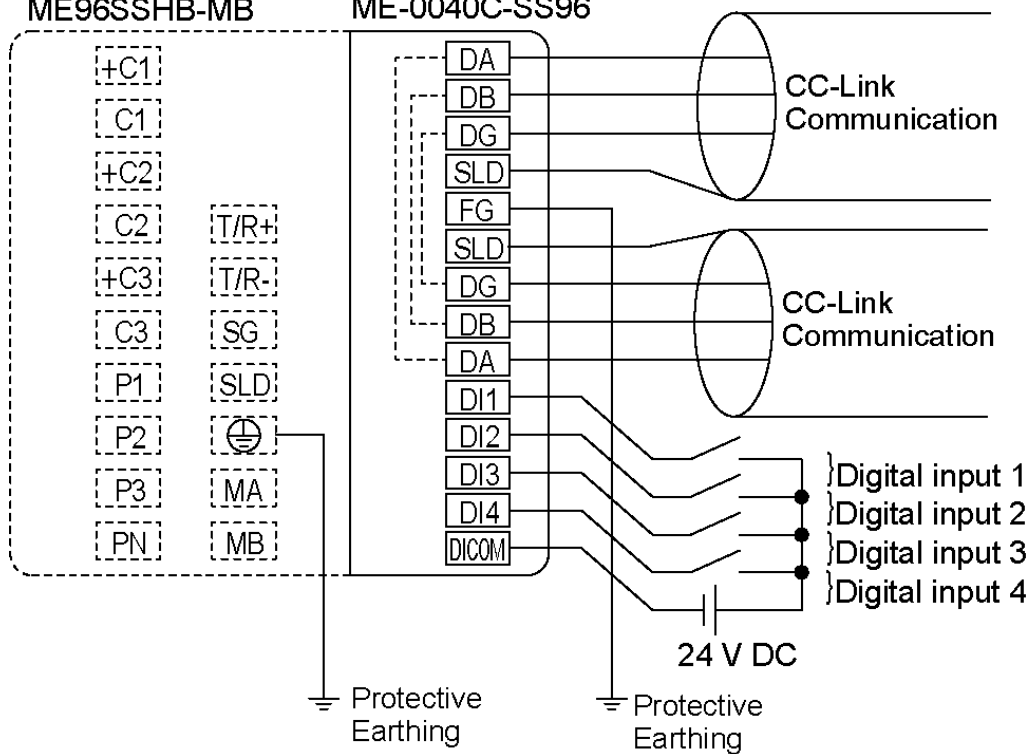 ME96SSHB-MB
ME-0040C-SS96
+C1
C1
+C2
C2
+C3
C3
P1
P2
P3
PN
T/R+
T/R-
SG
SLD
MA
MB
DA
DB
DG
SLD
FG
SLD
DG
DB
DA
DI1
DI2
DI3
DI4
DICOM
CC-Link
Communication
CC-Link
Communication
}Digital input 1
}Digital input 2
}Digital input 3
}Digital input 4
24 V DC
Protective
Earthing
Protective
Earthing